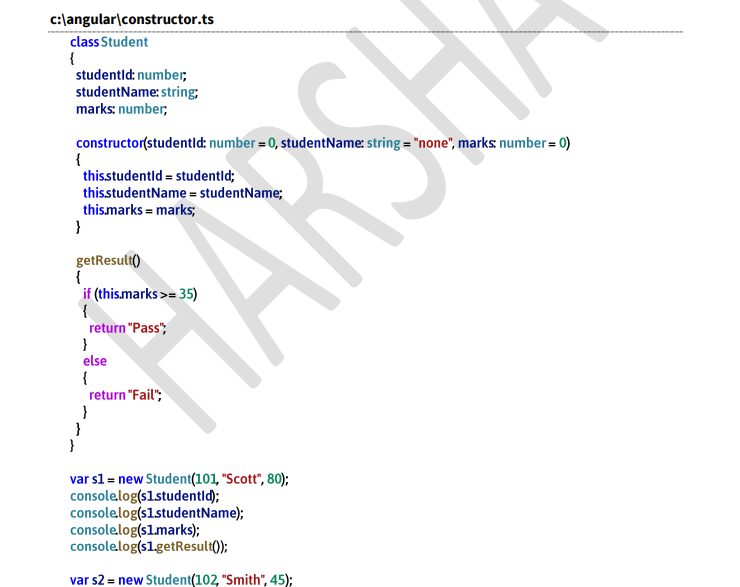 c:\angular\constructor.ts
class Student
{
studentId: number;
studentName: string;
marks: number;
constructor(studentId: number = 0, studentName: string = "none", marks: number = 0)
{
this.studentId = studentId;
this.studentName = studentName;
this.marks = marks;
}
getResult()
{
if (this.marks >= 35)
{
return "Pass";
}
else
{
return "Fail";
}
}
}
var s1 = new Student(101, "Scott", 80);
console.log(s1.studentId);
console.log(s1.studentName);
console.log(s1.marks);
console.log(s1.getResult());
var s2 = new Student(102, "Smith", 45);
HARSHA